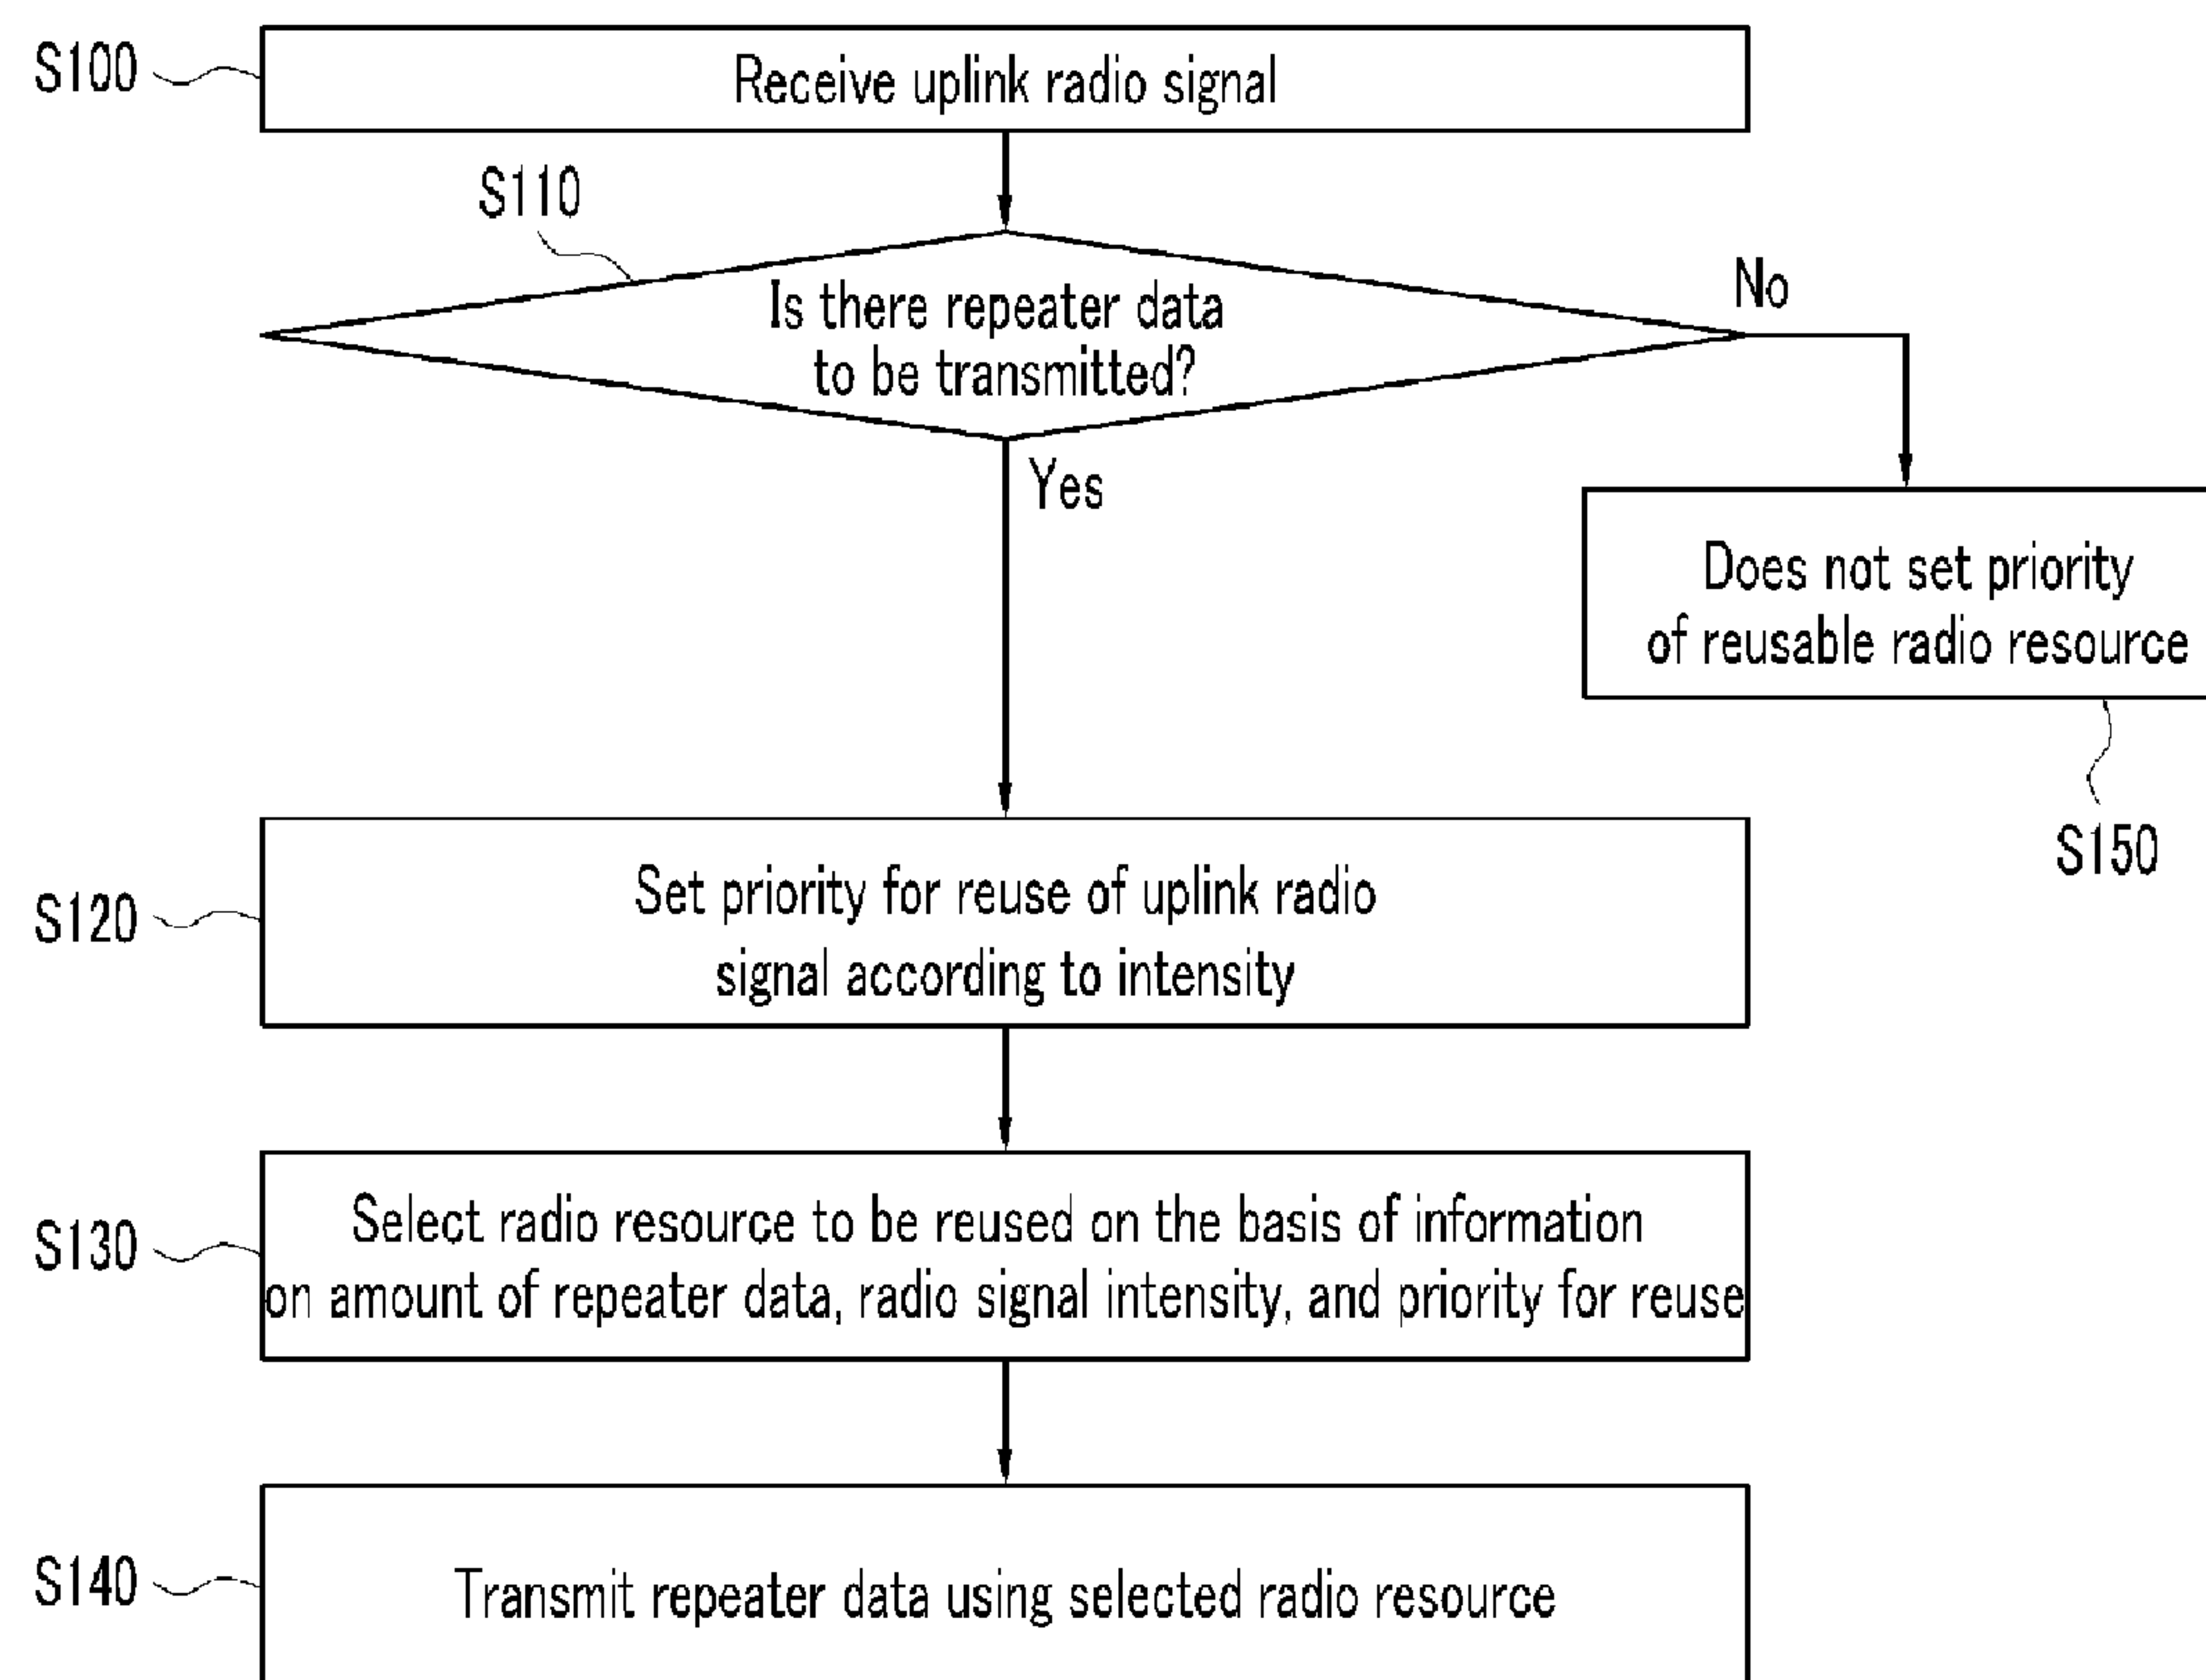 S100
Receive uplink radio signal
S110
Is there repeater data
to be transmitted?
No
Yes
Does not set priority
of reusable radio resource
S150
S120
Set priority for reuse of uplink radio
signal according to intensity
S130
Select radio resource to be reused on the basis of information
on amount of repeater data, radio signal intensity, and priority for reuse
S140
Transmit repeater data using selected radio resource